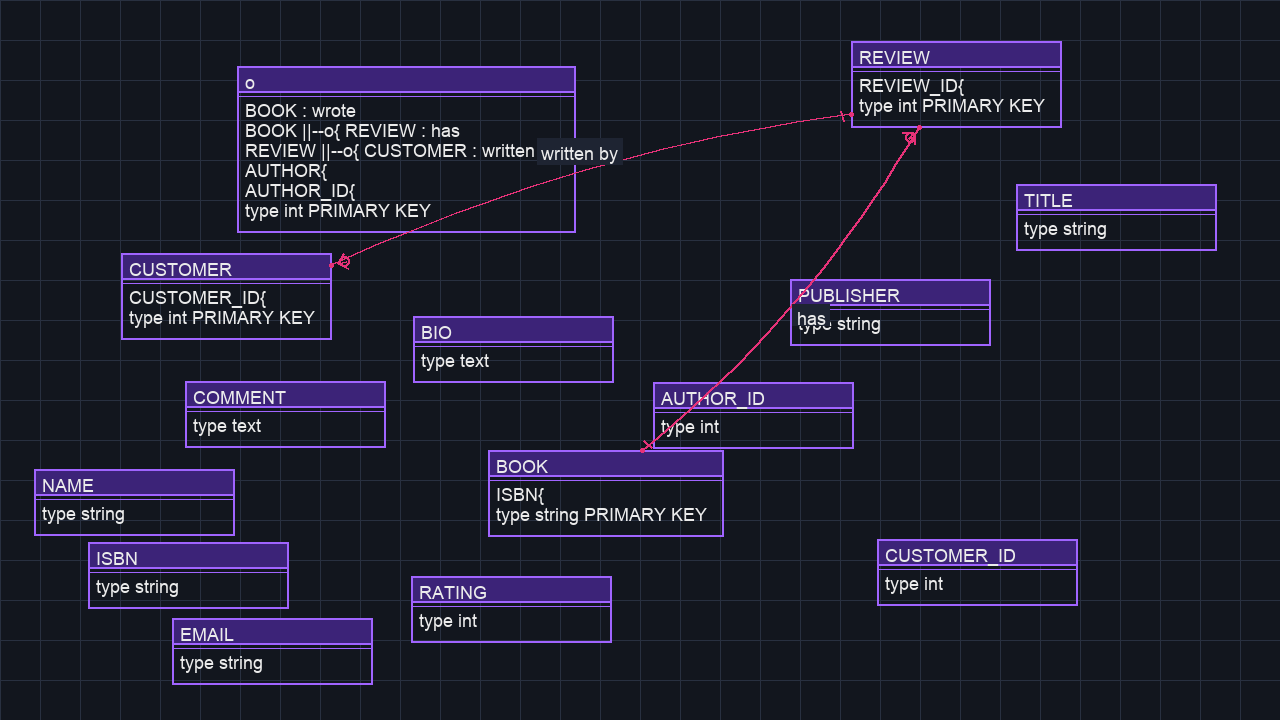 o
BOOK : wrote
BOOK ||--o{ REVIEW : has
REVIEW ||--o{ CUSTOMER : written
AUTHOR{
AUTHOR_ID{
type int PRIMARY KEY
written by
REVIEW
REVIEW_ID{
type int PRIMARY KEY
TITLE
type string
CUSTOMER
CUSTOMER_ID{
type int PRIMARY KEY
PUBLISHER
type string
has
BIO
type text
COMMENT
type text
AUTHOR_ID
type int
BOOK
ISBN{
type string PRIMARY KEY
NAME
type string
ISBN
type string
CUSTOMER_ID
type int
RATING
type int
EMAIL
type string